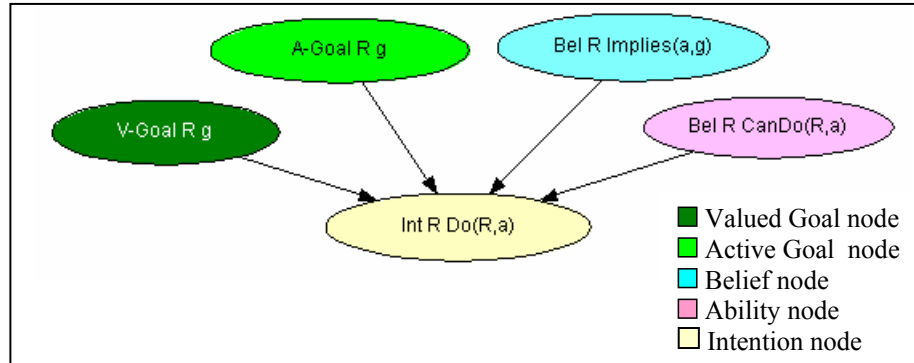 A-Goal R g
Bel R Implies(a,g)
V-Goal R g
Bel R CanDo(R,a)
Int R Do(R,a)
Valued Goal node
Active Goal node
Belief node
Ability node
Intention node